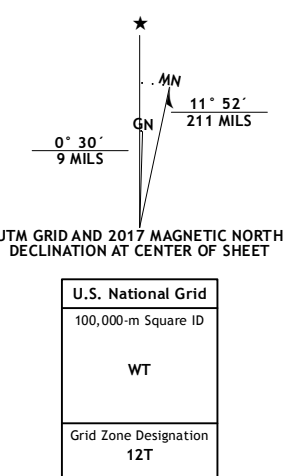 ★
MN
GN
11° 52´
211 MILS
0° 30´
9 MILS
UTM GRID AND 2017 MAGNETIC NORTH
DECLINATION AT CENTER OF SHEET
U.S. National Grid
100,000-m Square ID
WT
Grid Zone Designation
12T